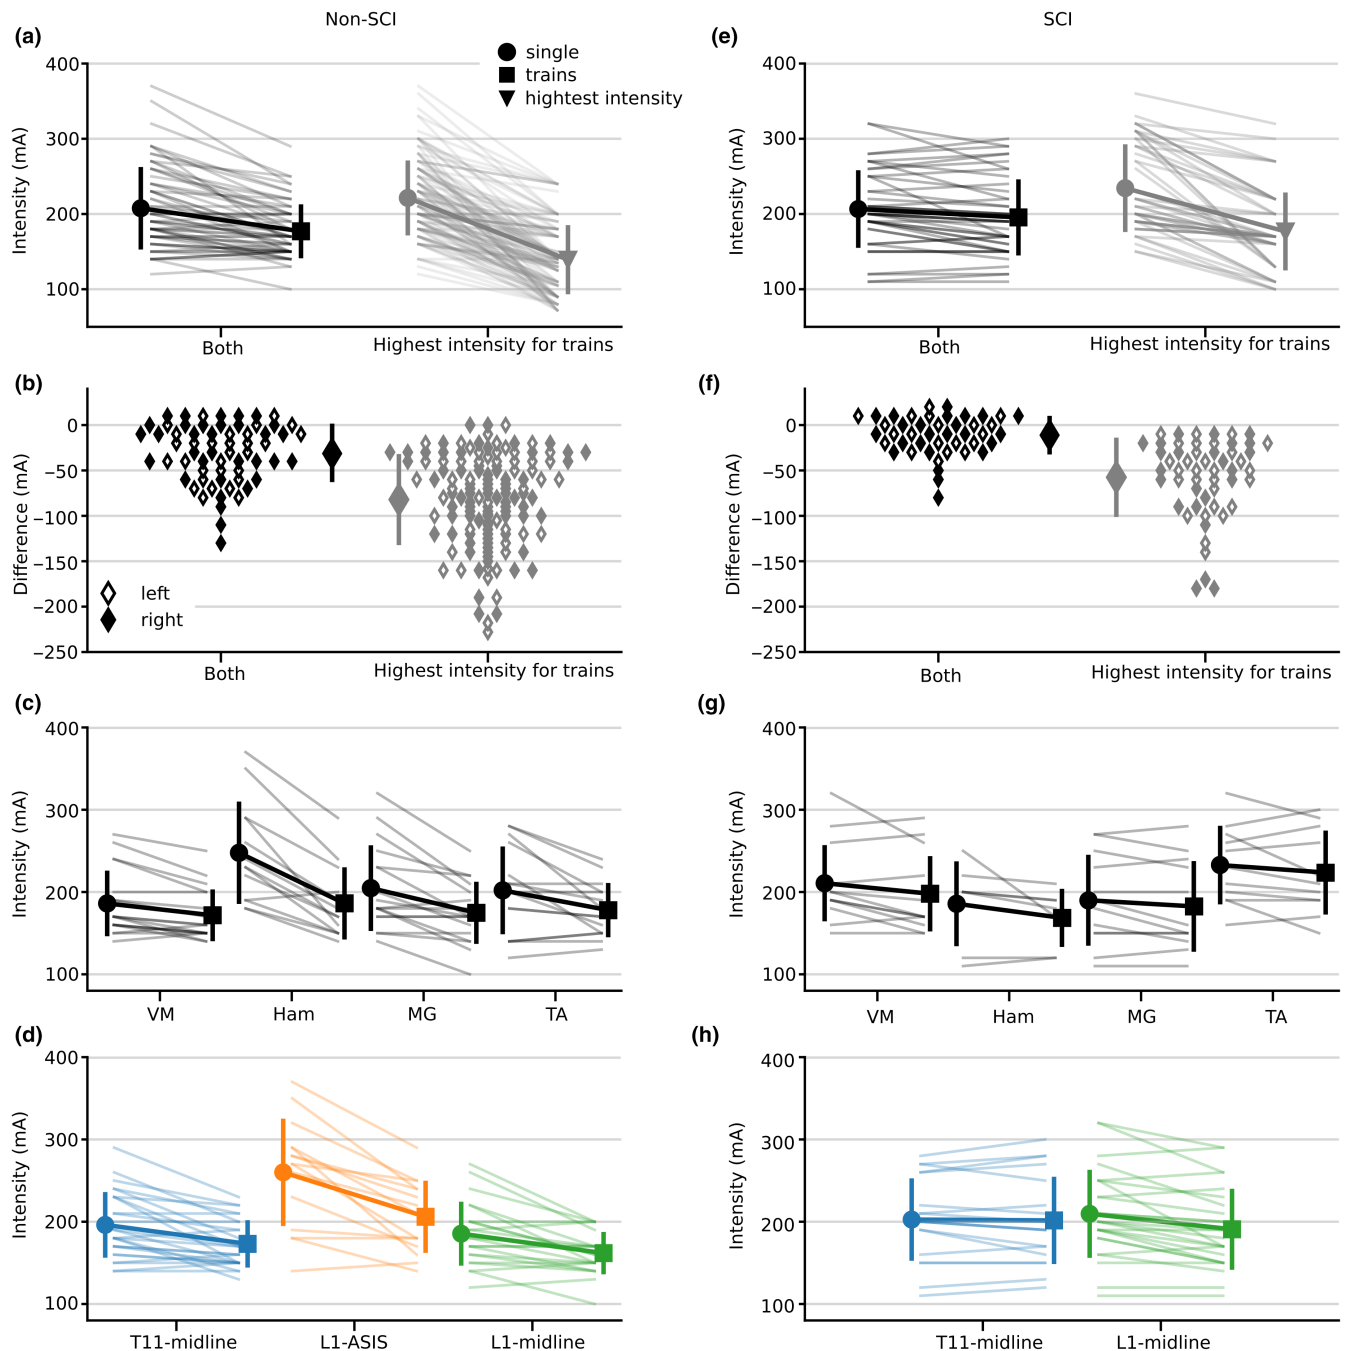 Non-SCI
SCI
(a)
single
trains
hightest intensity
Intensity (mA)
400
300
200
100
Both
Highest intensity for trains
(e)
Intensity (mA)
400
300
200
100
Both
Highest intensity for trains
(b)
Difference (mA)
0
−50
−100
−150
−200
−250
left
right
Both
Highest intensity for trains
(f)
Difference (mA)
0
−50
−100
−150
−200
−250
Both
Highest intensity for trains
(c)
Intensity (mA)
400
300
200
100
VM Ham MG TA
(g)
Intensity (mA)
400
300
200
100
VM Ham MG TA
(d)
Intensity (mA)
400
300
200
100
T11-midline L1-ASIS L1-midline
(h)
Intensity (mA)
400
300
200
100
T11-midline L1-midline